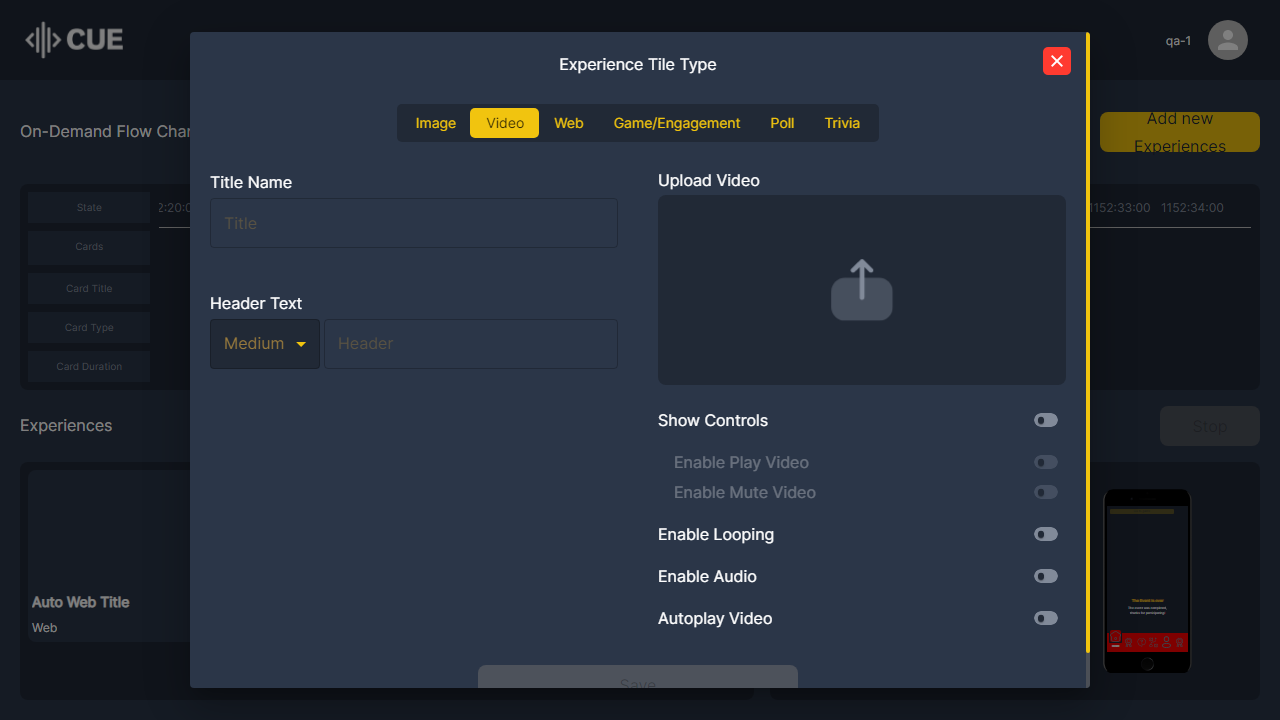 CUE
qa-1
Experience Tile Type
Image
Video
Web
Game/Engagement
Poll
Trivia
On-Demand Flow Char
Add new
Experiences
Title Name
Title
Upload Video
State
2:20:0
1152:33:00
1152:34:00
Cards
Card Title
Card Type
Card Duration
Header Text
Medium
Header
Experiences
Stop
Show Controls
Enable Play Video
Enable Mute Video
Enable Looping
Enable Audio
Autoplay Video
Auto Web Title
Web
Save